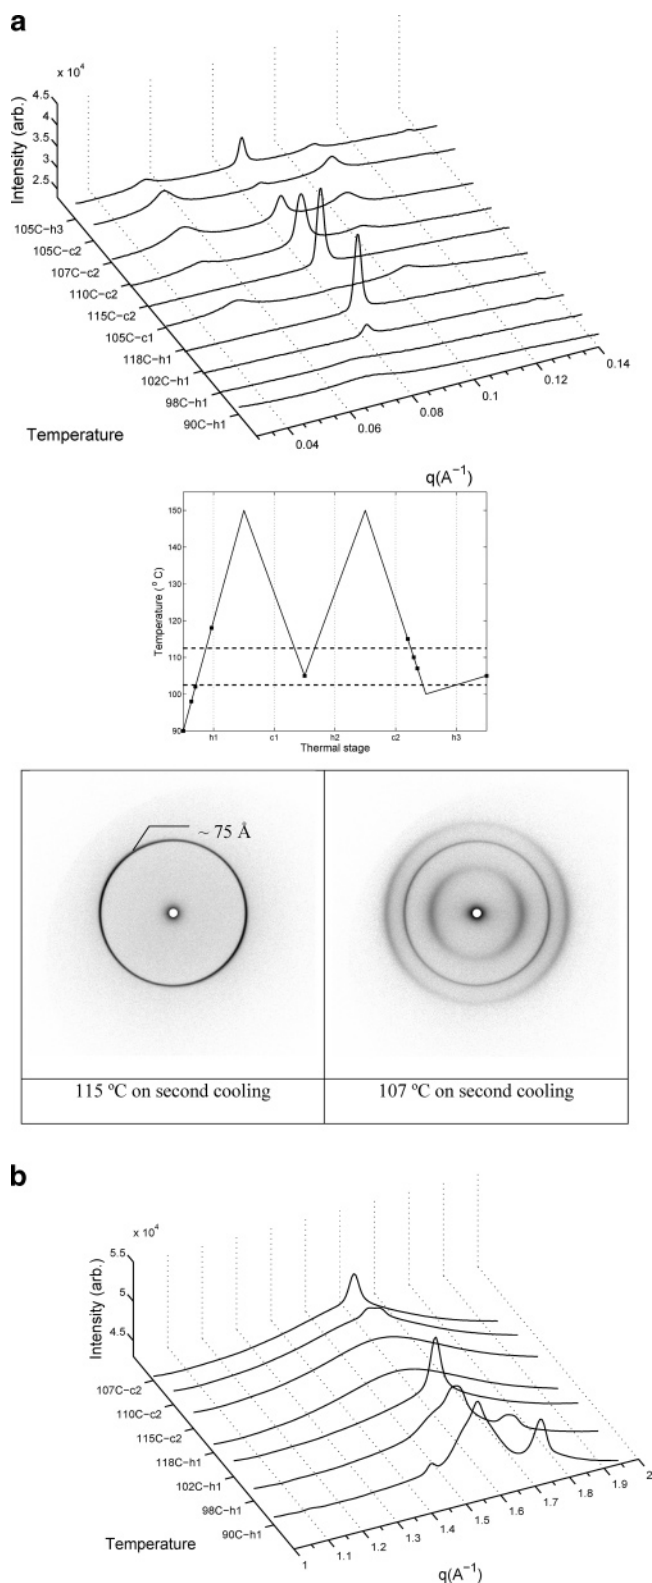 a
x 10⁴
4.5
4
3.5
3
2.5
Intensity (arb.)
105C−h3
105C−c2
107C−c2
110C−c2
115C−c2
105C−c1
118C−h1
102C−h1
98C−h1
90C−h1
Temperature
0.04
0.06
0.08
0.1
0.12
0.14
q(A⁻¹)
150
140
130
120
110
100
90
Temperature (° C)
h1 c1 h2 c2 h3
Thermal stage
~ 75 Å
115 ºC on second cooling 107 ºC on second cooling
b
x 10⁴
5.5
5
4.5
Intensity (arb.)
107C−c2
110C−c2
115C−c2
118C−h1
102C−h1
98C−h1
90C−h1
Temperature
1
1.1
1.2
1.3
1.4
1.5
1.6
1.7
1.8
1.9
2
q(A⁻¹)